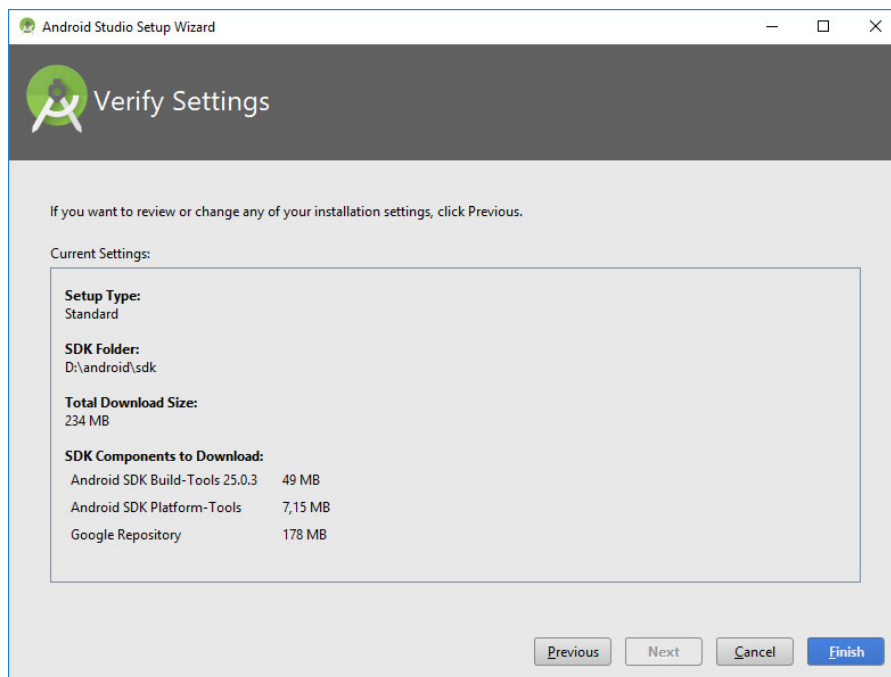 Android Studio Setup Wizard
Verify Settings
If you want to review or change any of your installation settings, click Previous.
Current Settings:
Setup Type:
Standard
SDK Folder:
D:\android\sdk
Total Download Size:
234 MB
SDK Components to Download:
Android SDK Build-Tools 25.0.3 49 MB
Android SDK Platform-Tools 7,15 MB
Google Repository 178 MB
Previous Next Cancel Finish